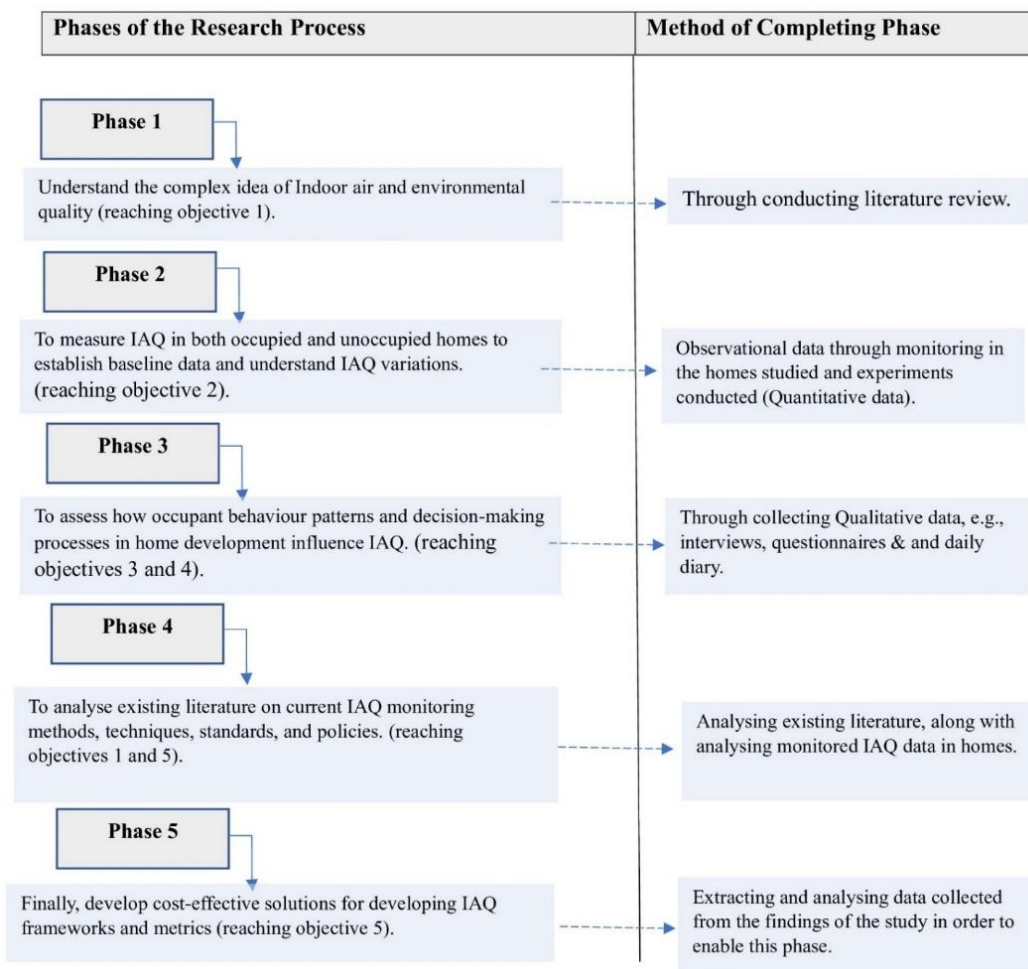 Phases of the Research Process
Method of Completing Phase
Phase 1
Understand the complex idea of Indoor air and environmental
quality (reaching objective 1).
Through conducting literature review.
Phase 2
To measure IAQ in both occupied and unoccupied homes to
establish baseline data and understand IAQ variations.
(reaching objective 2).
Observational data through monitoring in
the homes studied and experiments
conducted (Quantitative data).
Phase 3
To assess how occupant behaviour patterns and decision-making
processes in home development influence IAQ. (reaching
objectives 3 and 4).
Through collecting Qualitative data, e.g.,
interviews, questionnaires & and daily
diary.
Phase 4
To analyse existing literature on current IAQ monitoring
methods, techniques, standards, and policies. (reaching
objectives 1 and 5).
Analysing existing literature, along with
analysing monitored IAQ data in homes.
Phase 5
Finally, develop cost-effective solutions for developing IAQ
frameworks and metrics (reaching objective 5).
Extracting and analysing data collected
from the findings of the study in order to
enable this phase.